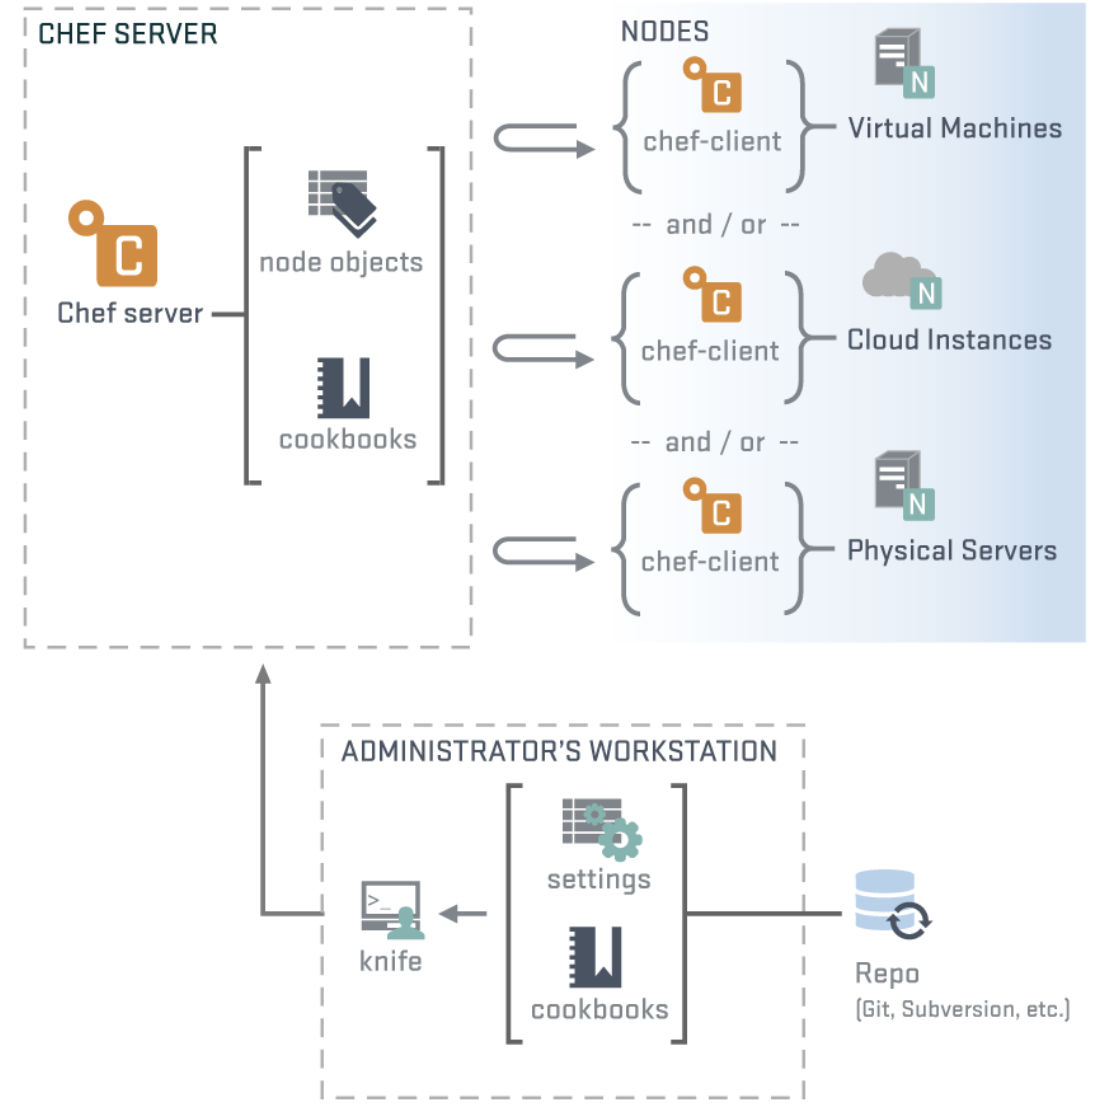 CHEF SERVER
Chef server
node objects
cookbooks
NODES
C
chef-client
N
Virtual Machines
-- and / or --
C
chef-client
N
Cloud Instances
-- and / or --
C
chef-client
N
Physical Servers
C
ADMINISTRATOR'S WORKSTATION
settings
cookbooks
>_
knife
Repo
(Git, Subversion, etc.)